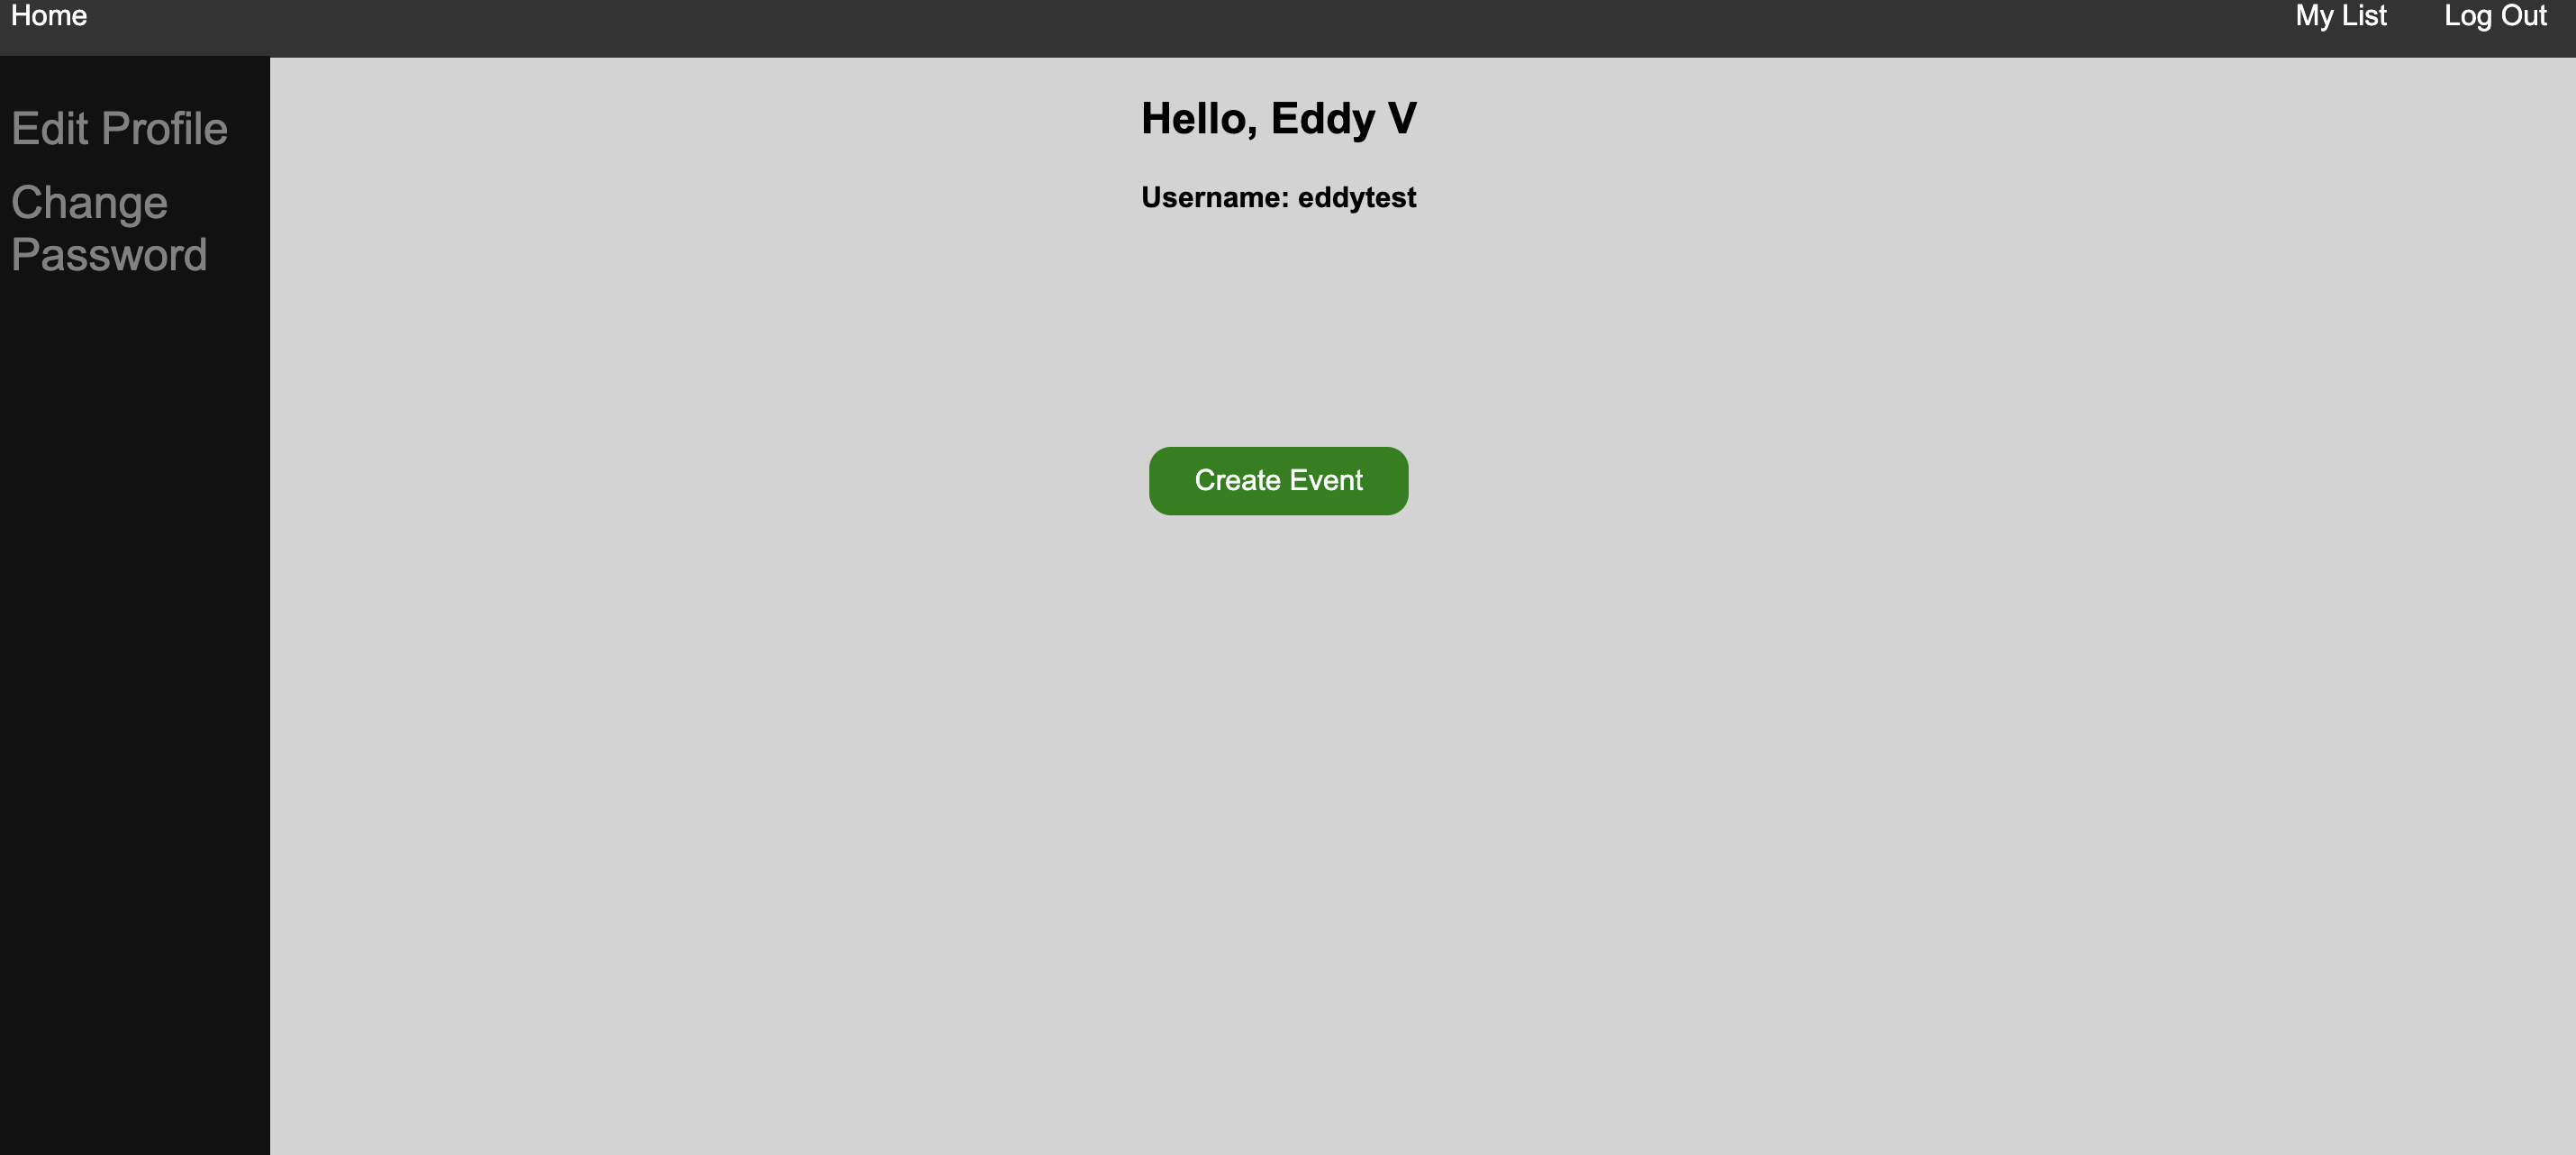 Home
My List
Log Out
Edit Profile
Change
Password
Hello, Eddy V
Username: eddytest
Create Event